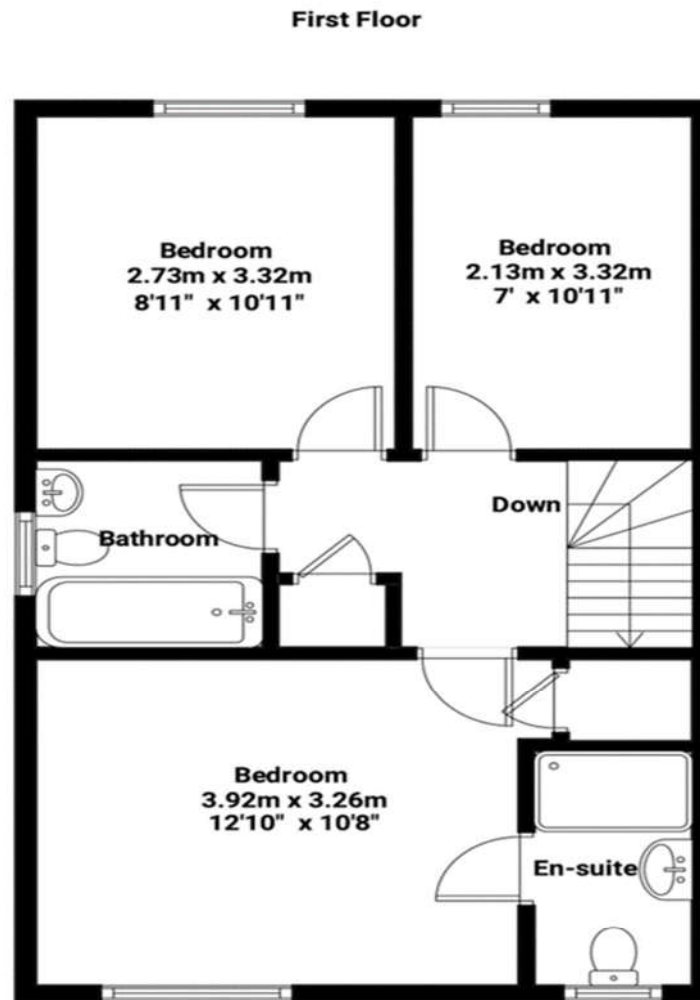 First Floor
Bedroom
2.73m x 3.32m
8'11" x 10'11"
Bedroom
2.13m x 3.32m
7' x 10'11"
Down
Bathroom
Bedroom
3.92m x 3.26m
12'10" x 10'8"
En-suite